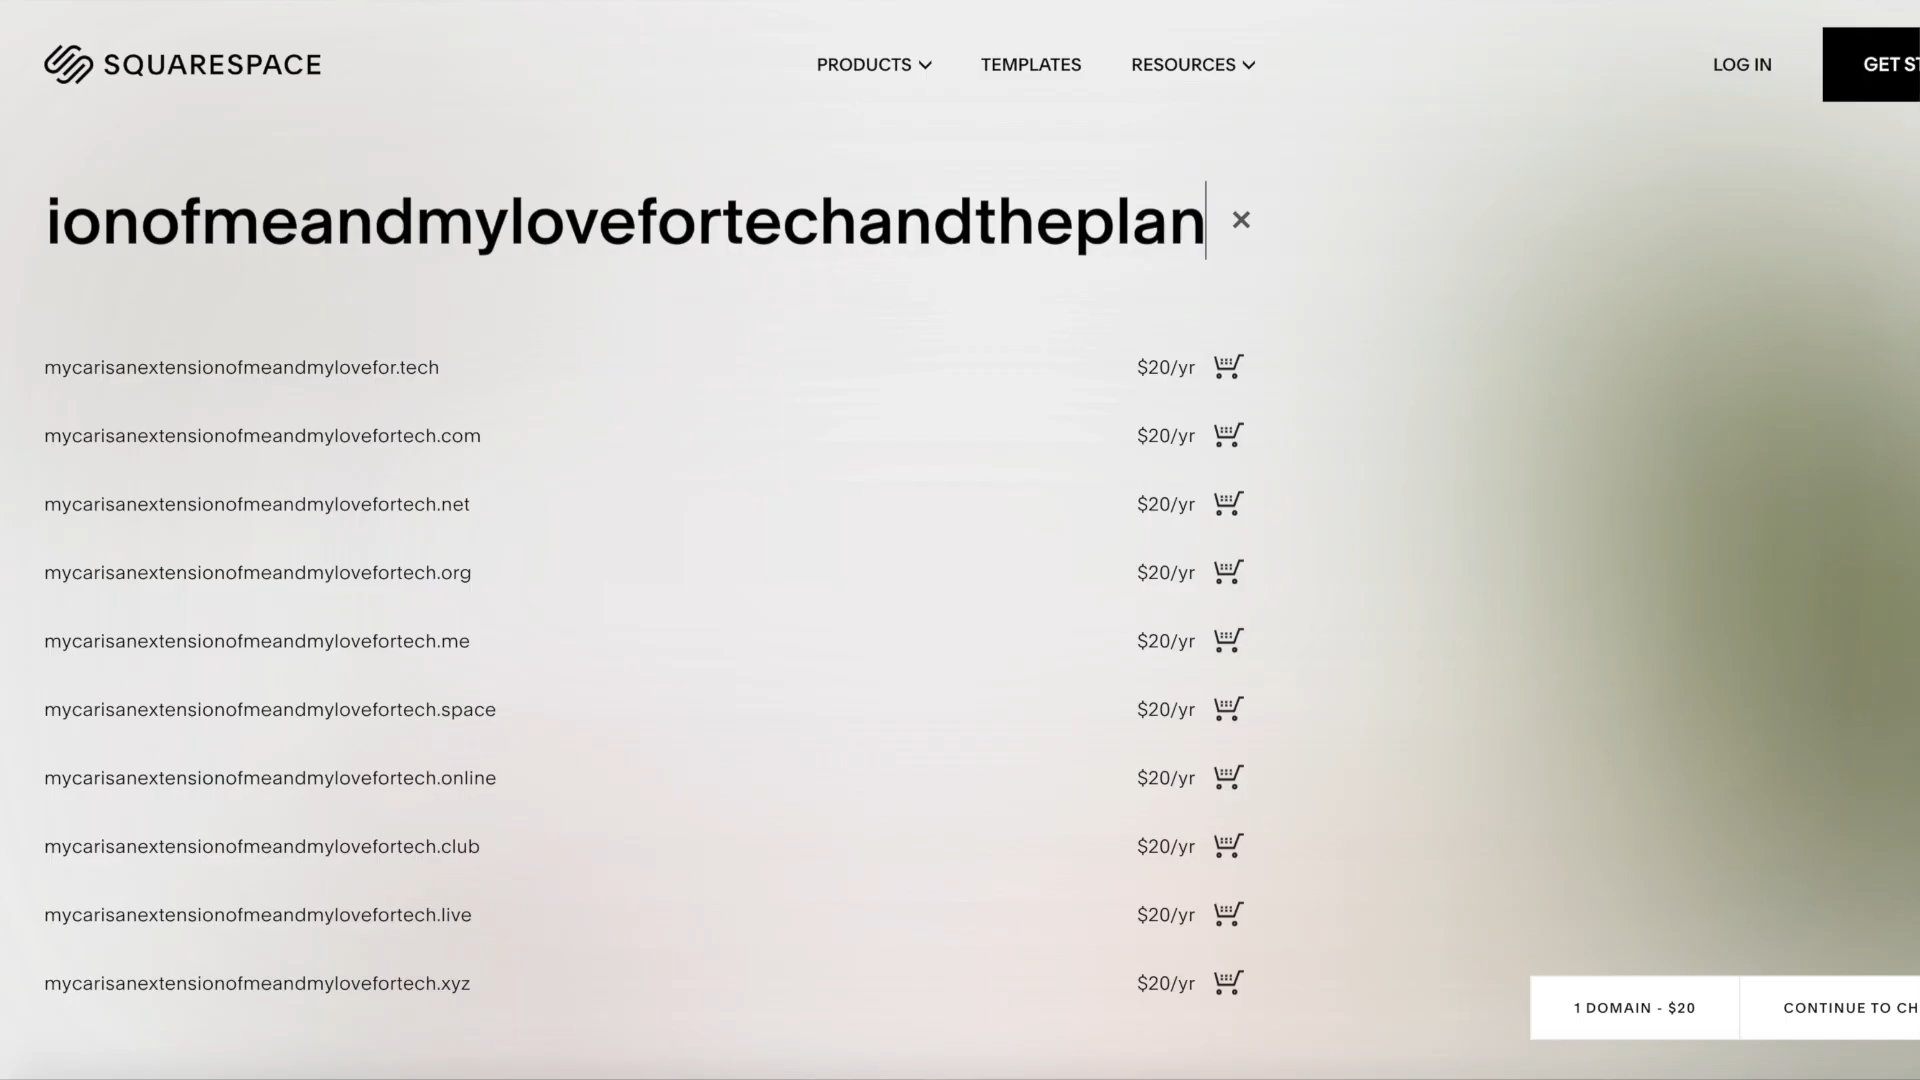 SQUARESPACE
PRODUCTS
TEMPLATES
RESOURCES
LOG IN
GET ST
ionofmeandmylovefortechandtheplan
mycarisanextensionofmeandmylovefor.tech $20/yr
mycarisanextensionofmeandmylovefortech.com $20/yr
mycarisanextensionofmeandmylovefortech.net $20/yr
mycarisanextensionofmeandmylovefortech.org $20/yr
mycarisanextensionofmeandmylovefortech.me $20/yr
mycarisanextensionofmeandmylovefortech.space $20/yr
mycarisanextensionofmeandmylovefortech.online $20/yr
mycarisanextensionofmeandmylovefortech.club $20/yr
mycarisanextensionofmeandmylovefortech.live $20/yr
mycarisanextensionofmeandmylovefortech.xyz $20/yr
1 DOMAIN - $20
CONTINUE TO CH